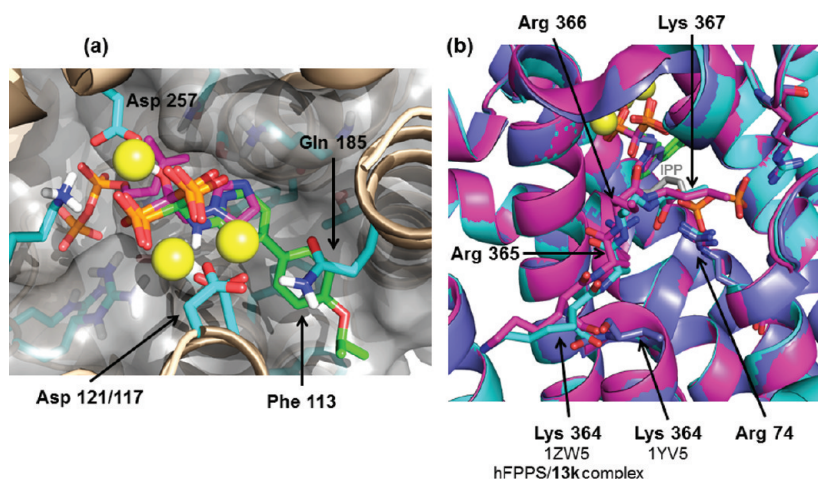 (a)
Asp 257
Gln 185
Asp 121/117
Phe 113
(b)
Arg 366
Lys 367
IPP
Arg 365
Lys 364
1ZW5
hFPPS/13k complex
Lys 364
1YV5
Arg 74